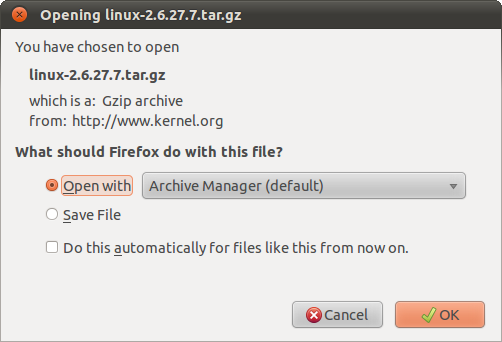 Opening linux-2.6.27.7.tar.gz
You have chosen to open
linux-2.6.27.7.tar.gz
which is a: Gzip archive
from: http://www.kernel.org
What should Firefox do with this file?
Open with Archive Manager (default)
Save File
Do this automatically for files like this from now on.
Cancel OK